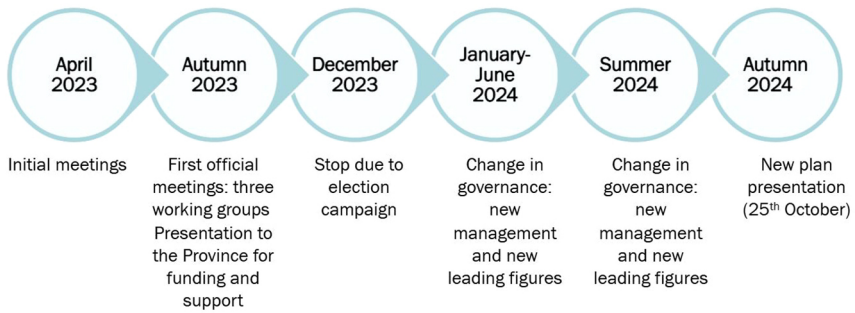 April
2023
Autumn
2023
December
2023
January-
June
2024
Summer
2024
Autumn
2024
Initial meetings
First official
meetings: three
working groups
Presentation to
the Province for
funding and
support
Stop due to
election
campaign
Change in
governance:
new
management
and new
leading figures
Change in
governance:
new
management
and new
leading figures
New plan
presentation
(25th October)